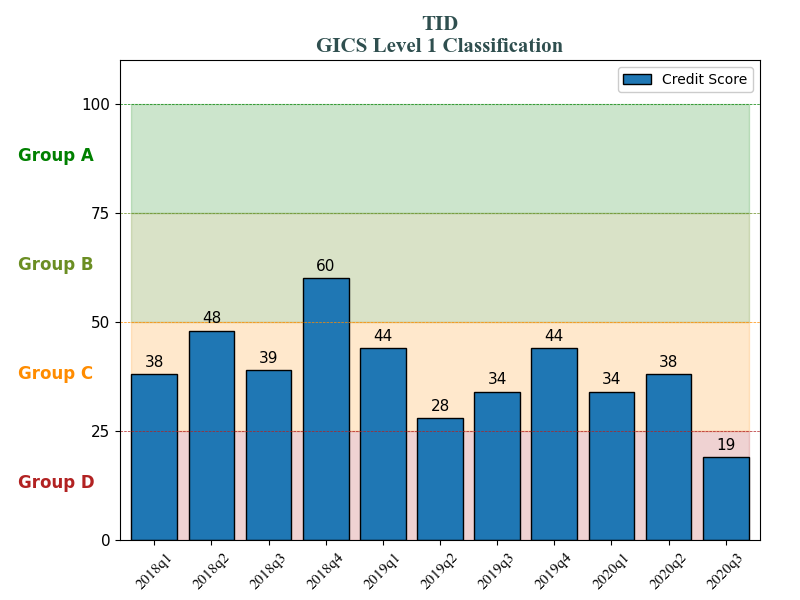 TID
GICS Level 1 Classification
Credit Score
100
Group A
75
Group B
60
50
48
44
44
39
38
38
34
34
Group C
28
25
19
Group D
0
2018q1 2018q2 2018q3 2018q4 2019q1 2019q2 2019q3 2019q4 2020q1 2020q2 2020q3